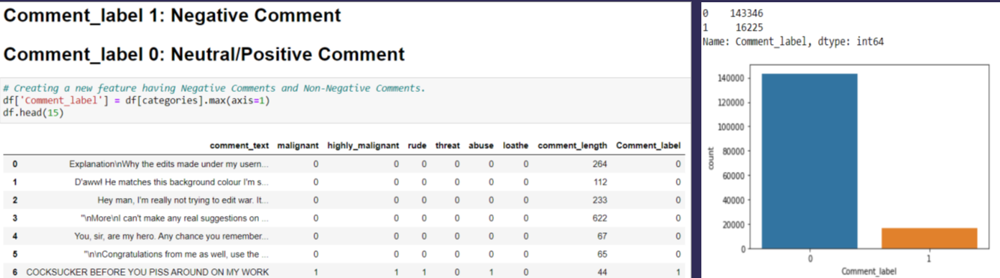 Comment_label 1: Negative Comment
Comment_label 0: Neutral/Positive Comment
# Creating a new feature having Negative Comments and Non-Negative Comments.
df['Comment_label'] = df[categories].max(axis=1)
df.head(15)
comment_text malignant highly_malignant rude threat abuse loathe comment_length Comment_label
0 Explanation\nWhy the edits made under my usern... 0 0 0 0 0 0 264 0
1 D'aww! He matches this background colour I'm s... 0 0 0 0 0 0 112 0
2 Hey man, I'm really not trying to edit war. It... 0 0 0 0 0 0 233 0
3 "\nMore\nI can't make any real suggestions on ... 0 0 0 0 0 0 622 0
4 You, sir, are my hero. Any chance you remember... 0 0 0 0 0 0 67 0
5 "\n\nCongratulations from me as well, use the ... 0 0 0 0 0 0 65 0
6 COCKSUCKER BEFORE YOU PISS AROUND ON MY WORK 1 1 1 0 1 0 44 1
0 143346
1 16225
Name: Comment_label, dtype: int64
140000
120000
100000
80000
60000
40000
20000
0
count
0 1
Comment_label